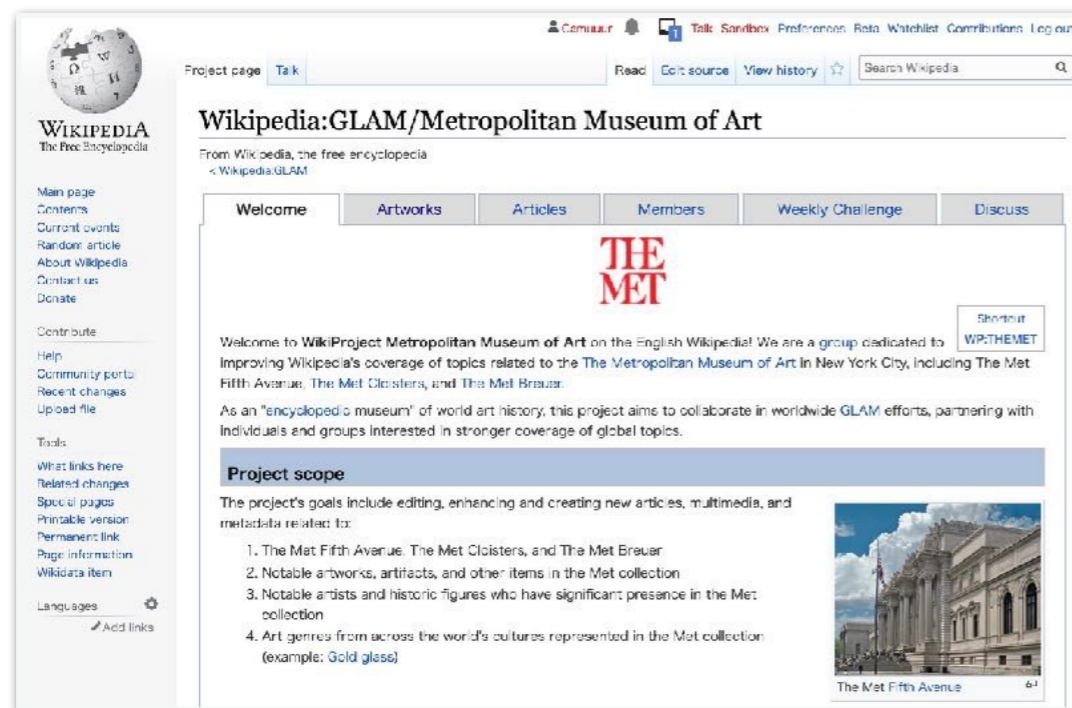 Camuuur 1 Talk Sandbox Preferences Beta Watchlist Contributions Log out
Project page Talk Read Edit source View history Search Wikipedia
WIKIPEDIA
The Free Encyclopedia
Wikipedia:GLAM/Metropolitan Museum of Art
From Wikipedia, the free encyclopedia
< Wikipedia:GLAM
Main page
Contents
Current events
Random article
About Wikipedia
Contact us
Donate
Contribute
Help
Community portal
Recent changes
Upload file
Tools
What links here
Related changes
Special pages
Printable version
Permanent link
Page information
Wikidata item
Languages
Add links
Welcome Artworks Articles Members Weekly Challenge Discuss
THE
MET
Shortcut
WP:THEMET
Welcome to WikiProject Metropolitan Museum of Art on the English Wikipedia! We are a group dedicated to
improving Wikipedia's coverage of topics related to the The Metropolitan Museum of Art in New York City, including The Met
Fifth Avenue, The Met Cloisters, and The Met Breuer.
As an "encyclopedic museum" of world art history, this project aims to collaborate in worldwide GLAM efforts, partnering with
individuals and groups interested in stronger coverage of global topics.
Project scope
The project's goals include editing, enhancing and creating new articles, multimedia, and
metadata related to:
1. The Met Fifth Avenue, The Met Cloisters, and The Met Breuer
2. Notable artworks, artifacts, and other items in the Met collection
3. Notable artists and historic figures who have significant presence in the Met
collection
4. Art genres from across the world's cultures represented in the Met collection
(example: Gold glass)
The Met Fifth Avenue